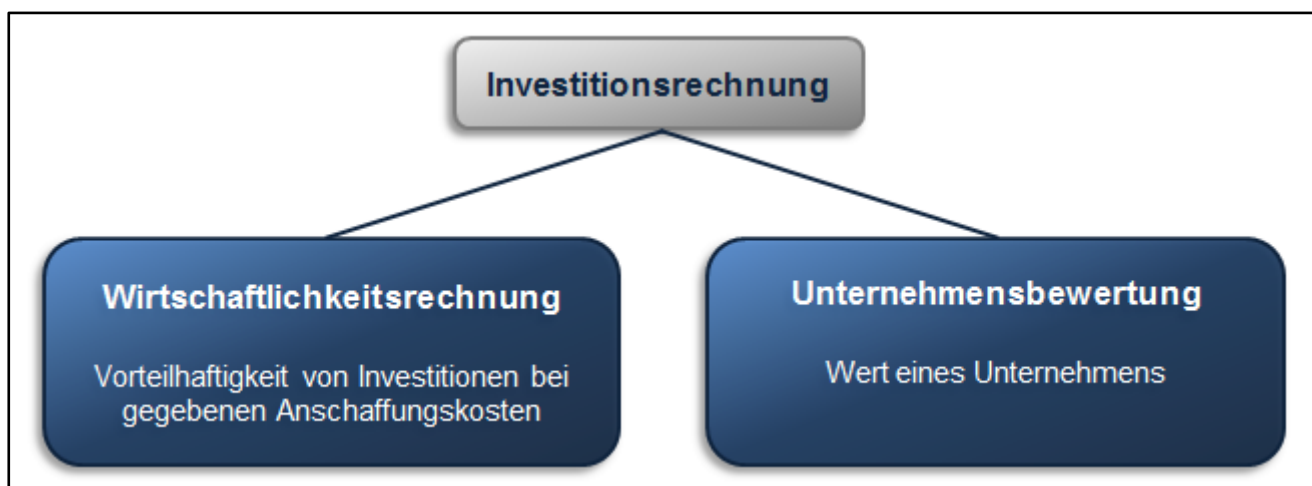 Investitionsrechnung
Wirtschaftlichkeitsrechnung
Vorteilhaftigkeit von Investitionen bei
gegebenen Anschaffungskosten
Unternehmensbewertung
Wert eines Unternehmens